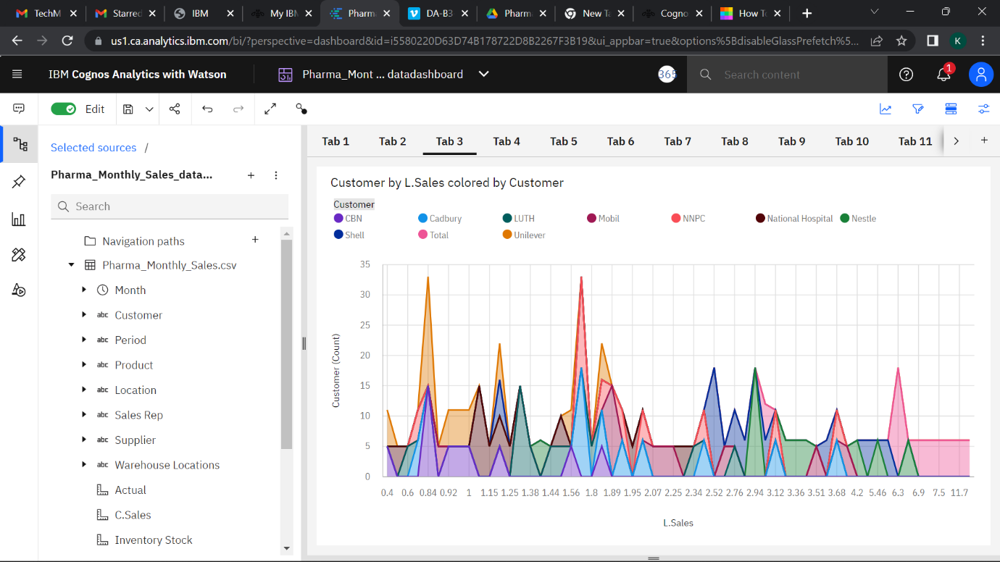 TechM
Starred
IBM
My IBM
Pharm
DA-B3
Pharm
New Ta
Cogno
How To
us1.ca.analytics.ibm.com/bi/?perspective=dashboard&id=i5580220D63D74B178722D8B2267F3B19&ui_appbar=true&options%5BdisableGlassPrefetch%5...
K
IBM Cognos Analytics with Watson
Pharma_Mont ... datadashboard
365
Search content
1
Edit
Selected sources /
Pharma_Monthly_Sales_data...
Search
Navigation paths
Pharma_Monthly_Sales.csv
Month
abc Customer
abc Period
abc Product
abc Location
abc Sales Rep
abc Supplier
abc Warehouse Locations
Actual
C.Sales
Inventory Stock
Tab 1 Tab 2 Tab 3 Tab 4 Tab 5 Tab 6 Tab 7 Tab 8 Tab 9 Tab 10 Tab 11
Customer by L.Sales colored by Customer
Customer
CBN Cadbury LUTH Mobil NNPC National Hospital Nestle
Shell Total Unilever
35
30
25
20
15
10
5
0
Customer (Count)
0.4 0.6 0.84 0.92 1 1.15 1.25 1.38 1.44 1.56 1.8 1.89 1.95 2.07 2.25 2.34 2.52 2.76 2.94 3.12 3.36 3.51 3.68 4.2 5.46 6.3 6.9 7.5 11.7
L.Sales